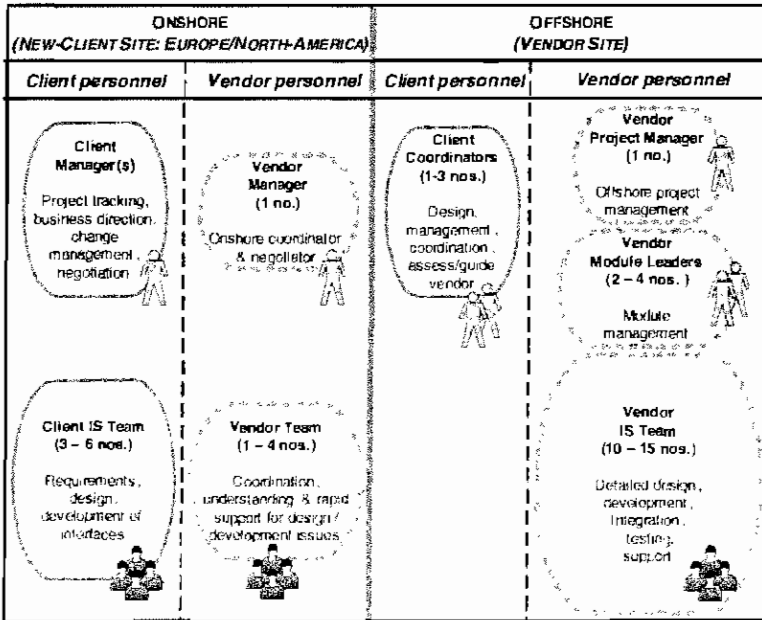 ONSHORE
(NEW-CLIENT SITE: EUROPE/NORTH-AMERICA)
OFFSHORE
(VENDOR SITE)
Client personnel
Vendor personnel
Client personnel
Vendor personnel
Client
Manager(s)
Project tracking,
business direction,
change
management,
negotiation
Vendor
Manager
(1 no.)
Onshore coordinator
& negotiator
Client
Coordinators
(1-3 nos.)
Design,
management,
coordination,
assess/guide
vendor
Vendor
Project Manager
(1 no.)
Offshore project
management
Vendor
Module Leaders
(2 – 4 nos.)
Module
management
Client IS Team
(3 – 6 nos.)
Requirements,
design,
development of
interfaces
Vendor Team
(1 – 4 nos.)
Coordination,
understanding & rapid
support for design /
development issues
Vendor
IS Team
(10 – 15 nos.)
Detailed design,
development,
Integration,
testing,
support